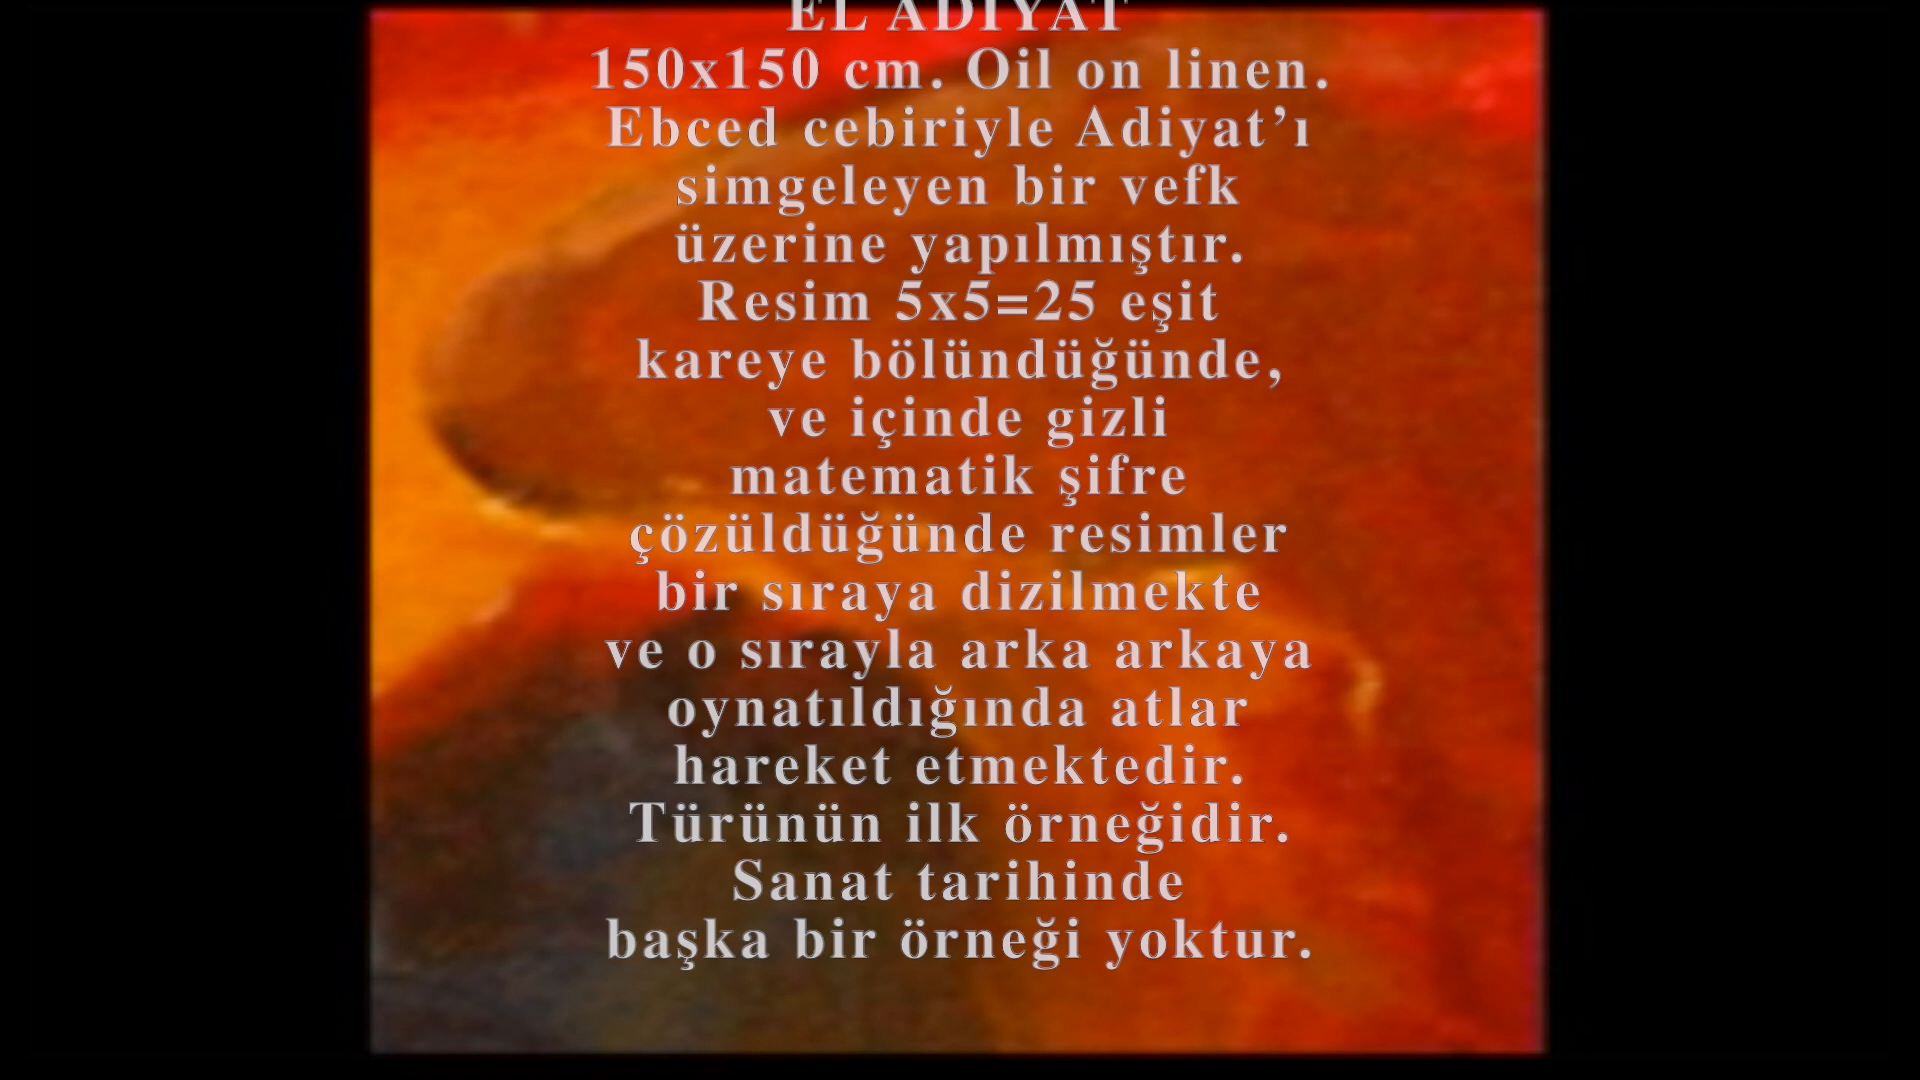 EL ADİYAT
150x150 cm. Oil on linen.
Ebced cebiriyle Adiyat’ı
simgeleyen bir vefk
üzerine yapılmıştır.
Resim 5x5=25 eşit
kareye bölündüğünde,
ve içinde gizli
matematik şifre
çözüldüğünde resimler
bir sıraya dizilmekte
ve o sırayla arka arkaya
oynatıldığında atlar
hareket etmektedir.
Türünün ilk örneğidir.
Sanat tarihinde
başka bir örneği yoktur.